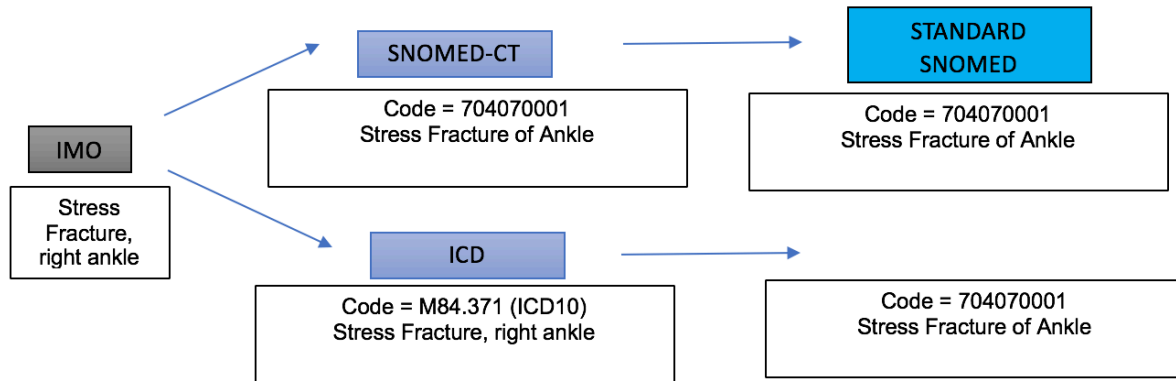 SNOMED-CT
STANDARD
SNOMED
Code = 704070001
Stress Fracture of Ankle
Code = 704070001
Stress Fracture of Ankle
IMO
Stress
Fracture,
right ankle
ICD
Code = M84.371 (ICD10)
Stress Fracture, right ankle
Code = 704070001
Stress Fracture of Ankle